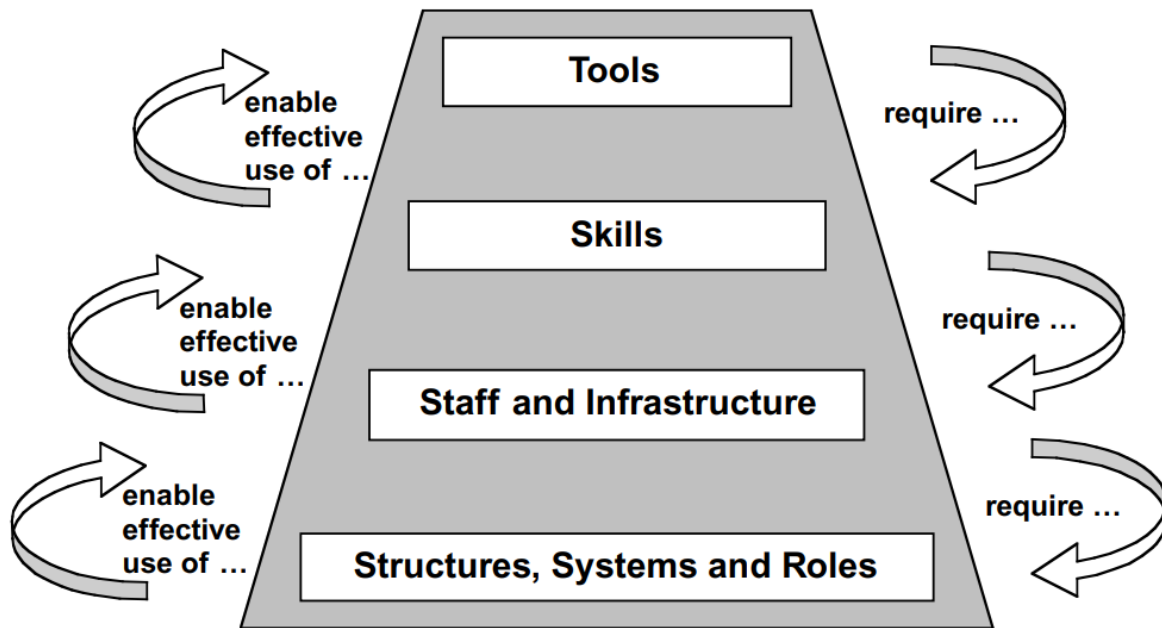 Tools
enable
effective
use of …
require …
Skills
enable
effective
use of …
require …
Staff and Infrastructure
enable
effective
use of …
require …
Structures, Systems and Roles